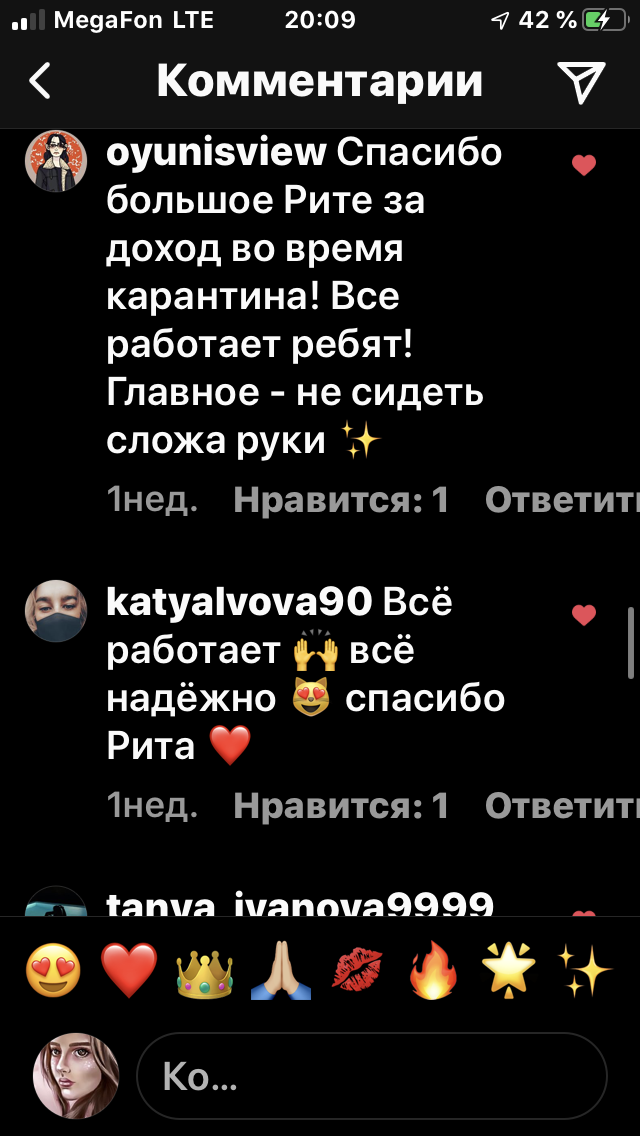 MegaFon LTE 20:09 42 %
Комментарии
oyunisview Спасибо
большое Рите за
доход во время
карантина! Все
работает ребят!
Главное - не сидеть
сложа руки ✨
1нед. Нравится: 1 Ответить
katyalvova90 Всё
работает 🙌 всё
надёжно 😻 спасибо
Рита ❤️
1нед. Нравится: 1 Ответить
tanya_ivanova9999
Ко...